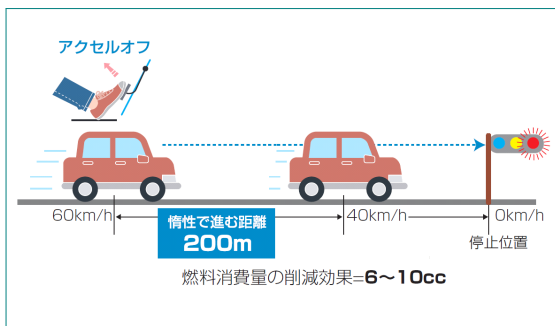 アクセルオフ
60km/h
惰性で進む距離
200m
40km/h
0km/h
停止位置
燃料消費量の削減効果=6〜10cc